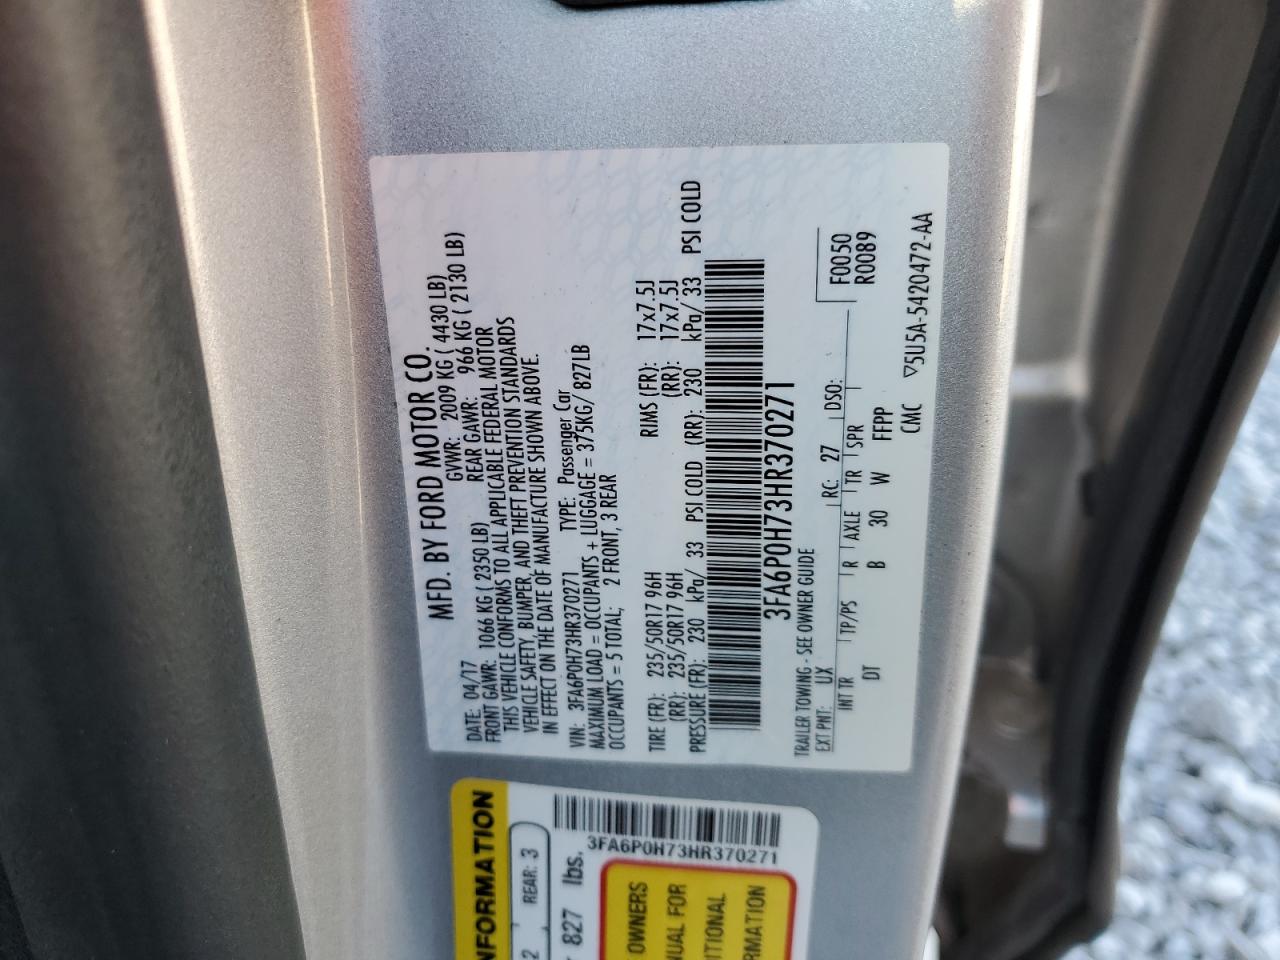 MFD. BY FORD MOTOR CO.
DATE: 04/17 GVWR: 2009 KG ( 4430 LB)
FRONT GAWR: 1066 KG ( 2350 LB) REAR GAWR: 966 KG ( 2130 LB)
THIS VEHICLE CONFORMS TO ALL APPLICABLE FEDERAL MOTOR
VEHICLE SAFETY, BUMPER, AND THEFT PREVENTION STANDARDS
IN EFFECT ON THE DATE OF MANUFACTURE SHOWN ABOVE.
VIN: 3FA6P0H73HR370271 TYPE: Passenger Car
MAXIMUM LOAD = OCCUPANTS + LUGGAGE = 375KG/ 827LB
OCCUPANTS = 5 TOTAL; 2 FRONT, 3 REAR
TIRE (FR): 235/50R17 96H RIMS (FR): 17x7.5J
(RR): 235/50R17 96H (RR): 17x7.5J
PRESSURE (FR): 230 kPa/ 33 PSI COLD (RR): 230 kPa/ 33 PSI COLD
3FA6P0H73HR370271
TRAILER TOWING - SEE OWNER GUIDE
EXT PNT: UX RC: 27 DSO: F0050
INT TR TP/PS R AXLE TR SPR R0089
DT B 30 W FFPP
CMC ▽5U5A-5420472-AA
NFORMATION
2 REAR: 3
827 lbs.
3FA6P0H73HR370271
OWNERS
NUAL FOR
ITIONAL
RMATION